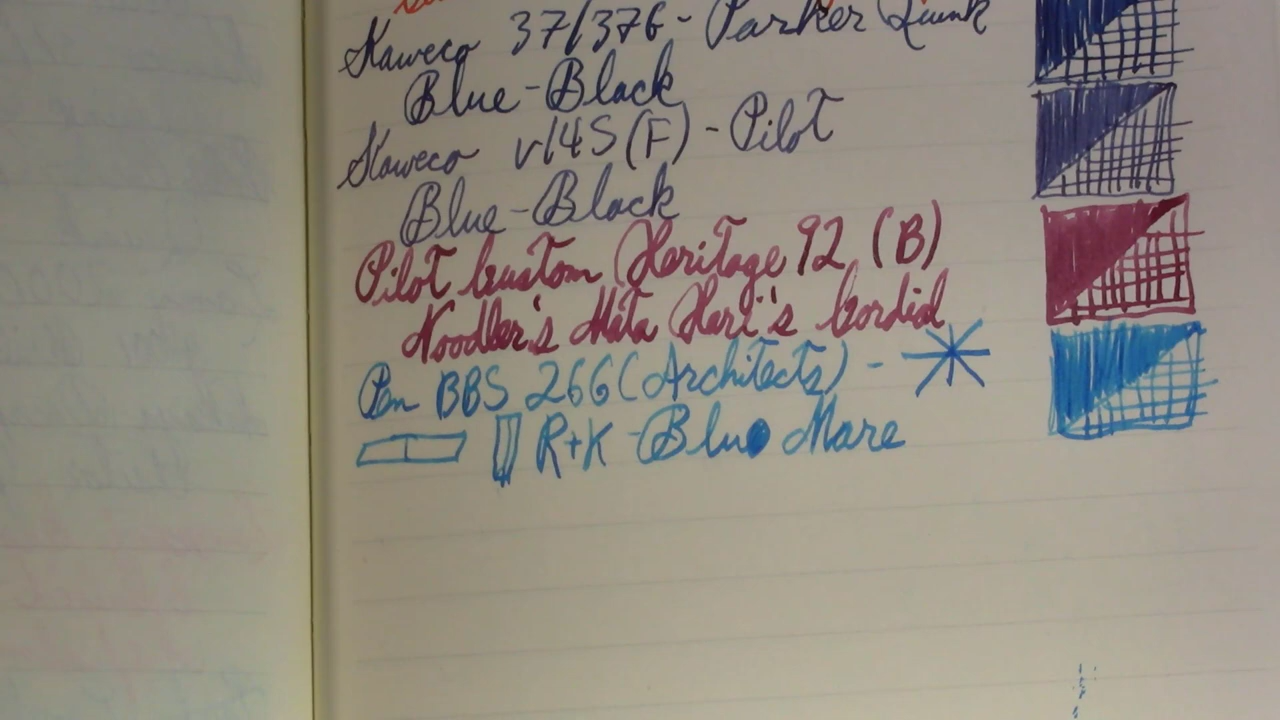 Kaweco 37/376 - Parker Quink
Blue-Black
Kaweco v14S (F) - Pilot
Blue-Black
Pilot Custom Heritage 92 (B)
Noodler's Mata Hari's Cordial
Pen BBS 266 (Architects) -
R+K Blu Mare